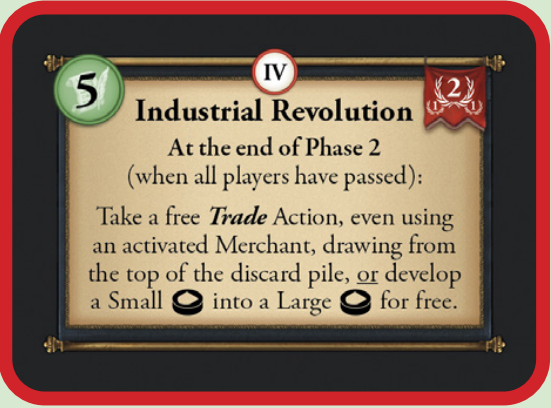 IV
5
2
1 1
Industrial Revolution
At the end of Phase 2
(when all players have passed):
Take a free Trade Action, even using
an activated Merchant, drawing from
the top of the discard pile, or develop
a Small into a Large for free.